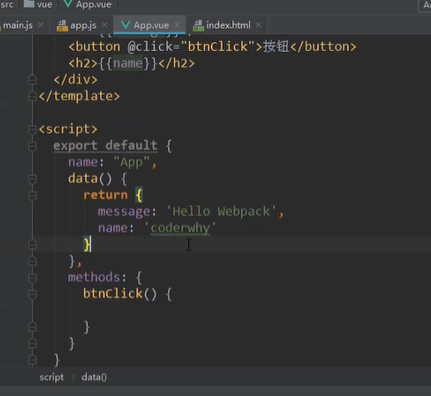 src vue App.vue
main.js app.js App.vue index.html
<button @click="btnClick">按钮</button>
<h2>{{name}}</h2>
</div>
</template>
<script>
export default {
name: "App",
data() {
return {
message: 'Hello Webpack',
name: 'coderwhy'
}
},
methods: {
btnClick() {
}
}
}
script data()